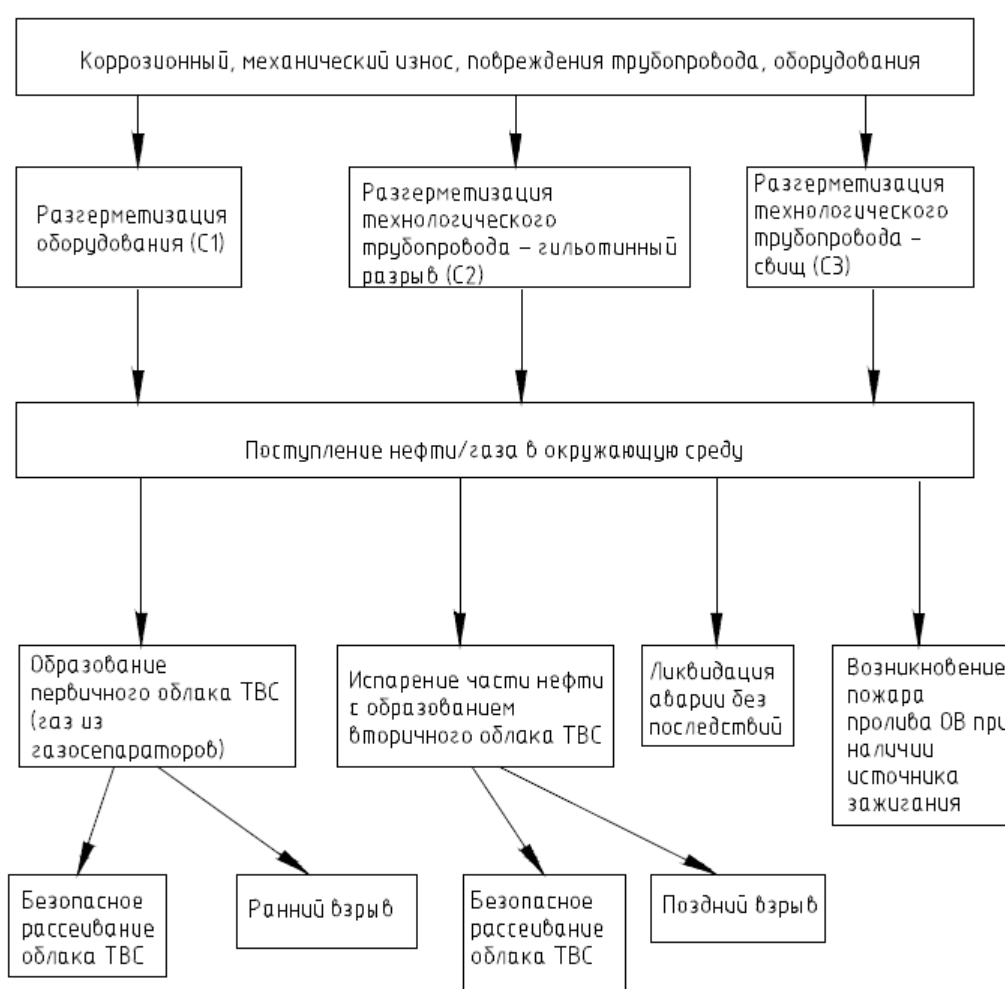 Коррозионный, механический износ, повреждения трубопровода, оборудования
Разгерметизация
оборудования (С1)
Разгерметизация
технологического
трубопровода – гильотинный
разрыв (С2)
Разгерметизация
технологического
трубопровода –
свищ (С3)
Поступление нефти/газа в окружающую среду
Образование
первичного облака ТВС
(газ из
газосепараторов)
Испарение части нефти
с образованием
вторичного облака ТВС
Ликвидация
аварии без
последствий
Возникновение
пожара
пролива ОВ при
наличии
источника
зажигания
Безопасное
рассеивание
облака ТВС
Ранний взрыв
Безопасное
рассеивание
облака ТВС
Поздний взрыв